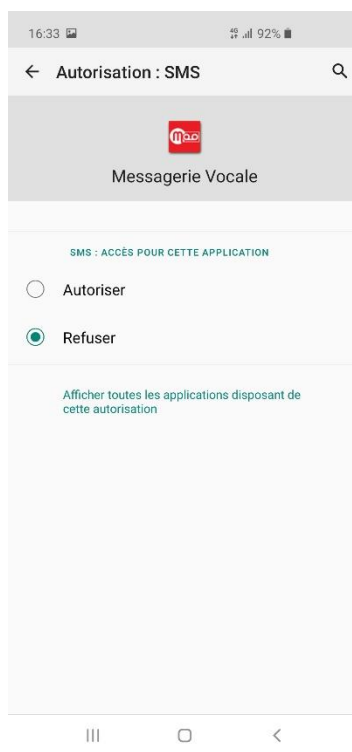 16:33 4G 92%
Autorisation : SMS
Messagerie Vocale
SMS : ACCÈS POUR CETTE APPLICATION
Autoriser
Refuser
Afficher toutes les applications disposant de
cette autorisation